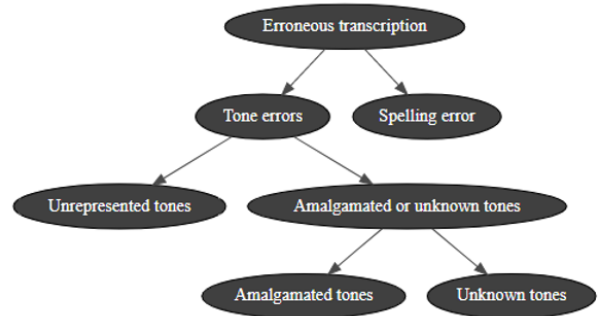 Erroneous transcription
Tone errors
Spelling error
Unrepresented tones
Amalgamated or unknown tones
Amalgamated tones
Unknown tones